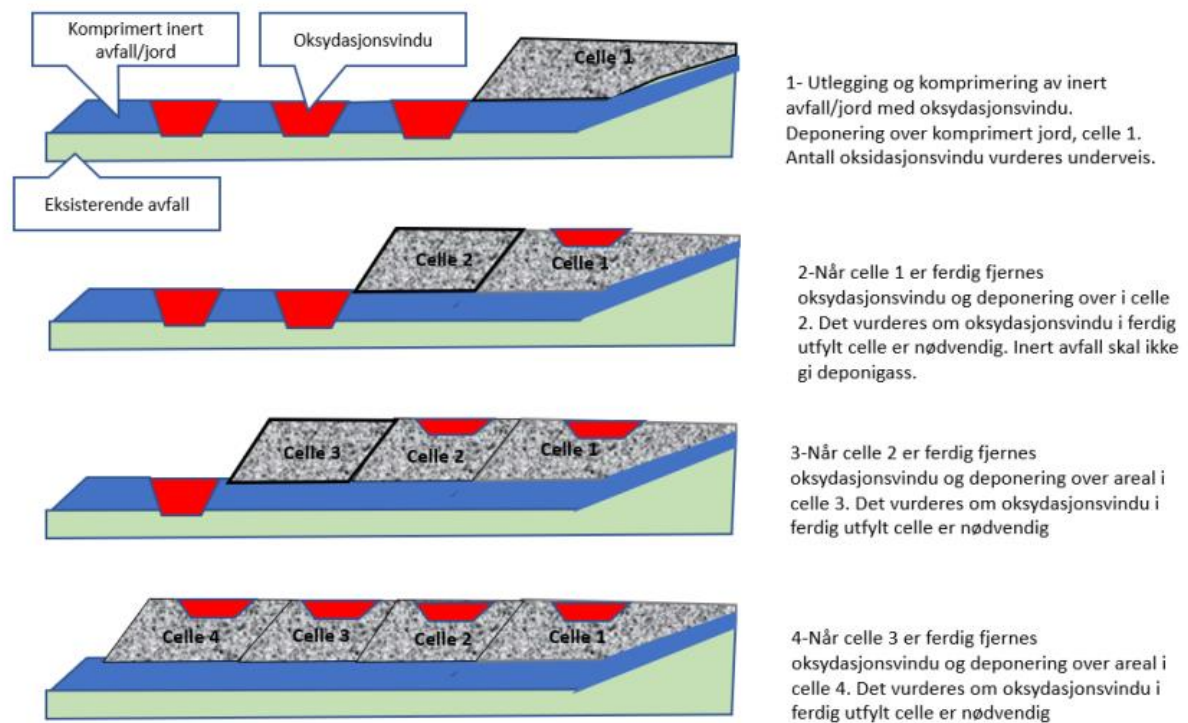 Komprimert inert
avfall/jord
Oksydasjonsvindu
Celle 1
Eksisterende avfall
1- Utlegging og komprimering av inert
avfall/jord med oksydasjonsvindu.
Deponering over komprimert jord, celle 1.
Antall oksidasjonsvindu vurderes underveis.
Celle 2
Celle 1
2-Når celle 1 er ferdig fjernes
oksydasjonsvindu og deponering over i celle
2. Det vurderes om oksydasjonsvindu i ferdig
utfylt celle er nødvendig. Inert avfall skal ikke
gi deponigass.
Celle 3
Celle 2
Celle 1
3-Når celle 2 er ferdig fjernes
oksydasjonsvindu og deponering over areal i
celle 3. Det vurderes om oksydasjonsvindu i
ferdig utfylt celle er nødvendig
Celle 4
Celle 3
Celle 2
Celle 1
4-Når celle 3 er ferdig fjernes
oksydasjonsvindu og deponering over areal i
celle 4. Det vurderes om oksydasjonsvindu i
ferdig utfylt celle er nødvendig